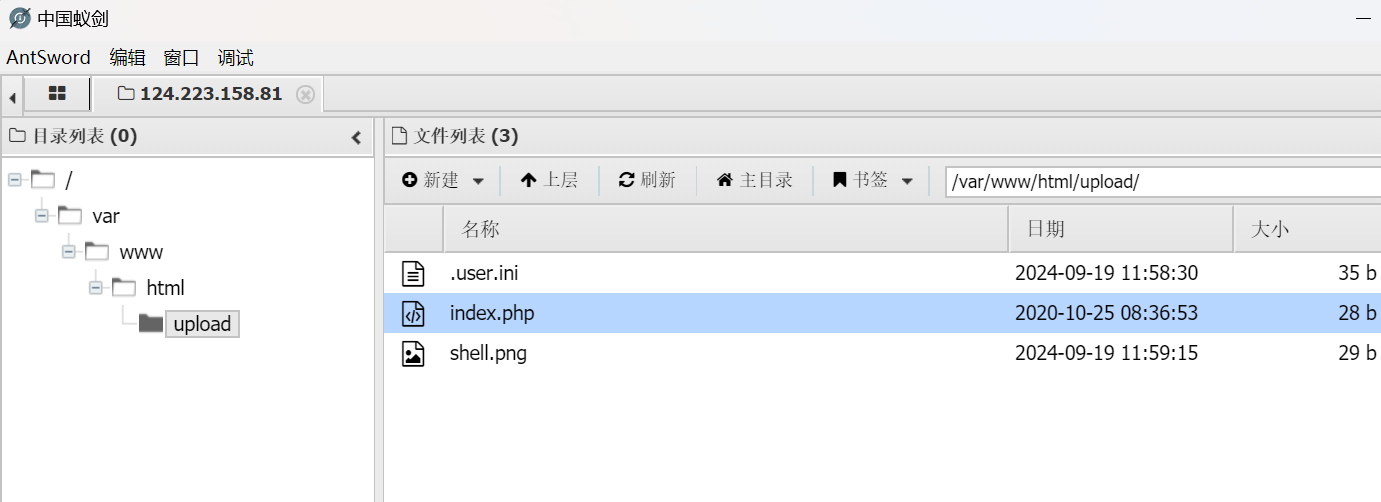 中国蚁剑
AntSword 编辑 窗口 调试
124.223.158.81
目录列表 (0)
文件列表 (3)
新建 上层 刷新 主目录 书签 /var/www/html/upload/
/
var
www
html
upload
名称 日期 大小
.user.ini 2024-09-19 11:58:30 35 b
index.php 2020-10-25 08:36:53 28 b
shell.png 2024-09-19 11:59:15 29 b